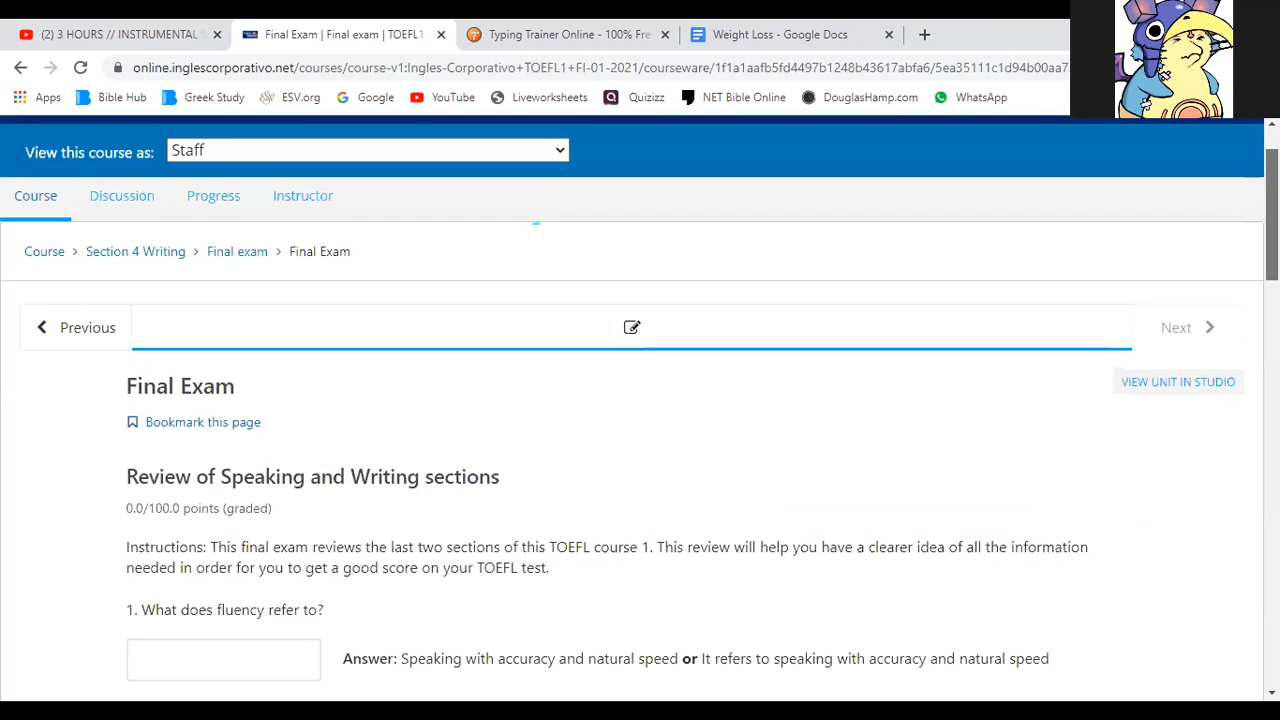 (2) 3 HOURS // INSTRUMENTAL S
Final Exam | Final exam | TOEFL1
Typing Trainer Online - 100% Fre
Weight Loss - Google Docs
online.inglescorporativo.net/courses/course-v1:Ingles-Corporativo+TOEFL1+FI-01-2021/courseware/1f1a1aafb5fd4497b1248b43617abfa6/5ea35111c1d94b00aa7
Apps
Bible Hub
Greek Study
ESV.org
Google
YouTube
Liveworksheets
Quizizz
NET Bible Online
DouglasHamp.com
WhatsApp
View this course as:
Staff
Course
Discussion
Progress
Instructor
Course > Section 4 Writing > Final exam > Final Exam
Previous
Next
VIEW UNIT IN STUDIO
Final Exam
Bookmark this page
Review of Speaking and Writing sections
0.0/100.0 points (graded)
Instructions: This final exam reviews the last two sections of this TOEFL course 1. This review will help you have a clearer idea of all the information
needed in order for you to get a good score on your TOEFL test.
1. What does fluency refer to?
Answer: Speaking with accuracy and natural speed or It refers to speaking with accuracy and natural speed